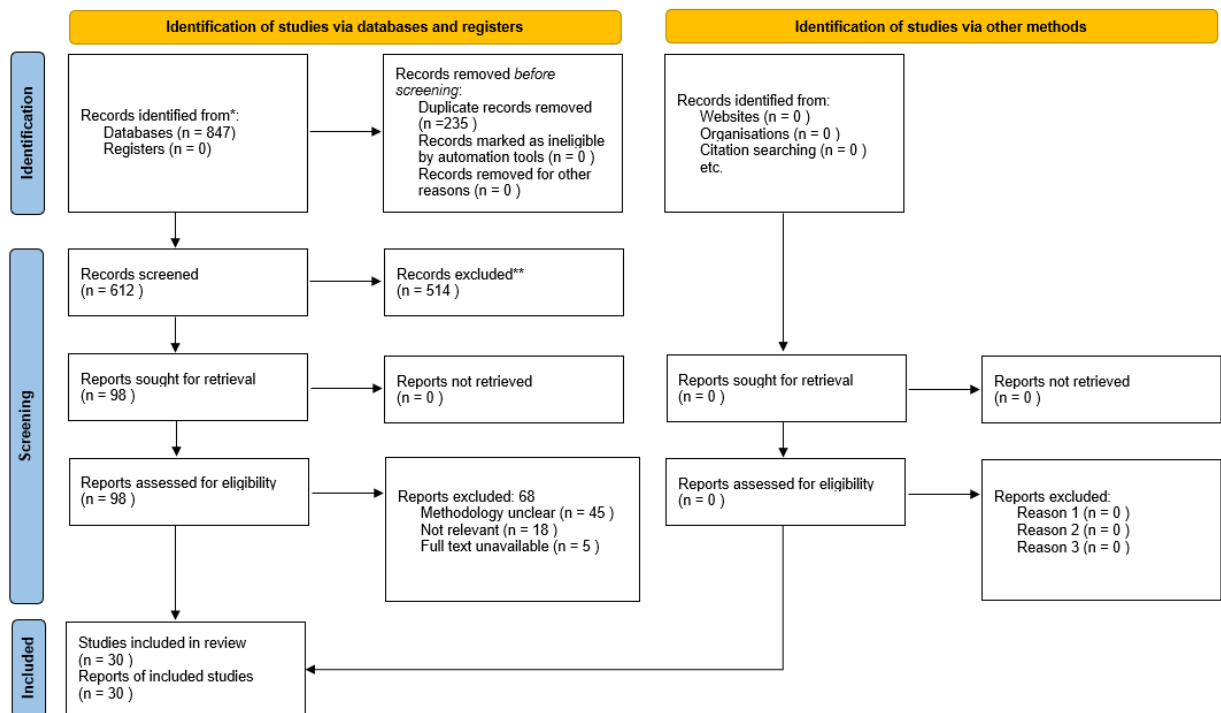 Identification of studies via databases and registers
Identification of studies via other methods
Identification
Records identified from*:
Databases (n = 847)
Registers (n = 0)
Records removed before
screening:
Duplicate records removed
(n =235 )
Records marked as ineligible
by automation tools (n = 0 )
Records removed for other
reasons (n = 0 )
Records identified from:
Websites (n = 0 )
Organisations (n = 0 )
Citation searching (n = 0 )
etc.
Screening
Records screened
(n = 612 )
Records excluded**
(n = 514 )
Reports sought for retrieval
(n = 98 )
Reports not retrieved
(n = 0 )
Reports sought for retrieval
(n = 0 )
Reports not retrieved
(n = 0 )
Reports assessed for eligibility
(n = 98 )
Reports excluded: 68
Methodology unclear (n = 45 )
Not relevant (n = 18 )
Full text unavailable (n = 5 )
Reports assessed for eligibility
(n = 0 )
Reports excluded:
Reason 1 (n = 0 )
Reason 2 (n = 0 )
Reason 3 (n = 0 )
Included
Studies included in review
(n = 30 )
Reports of included studies
(n = 30 )